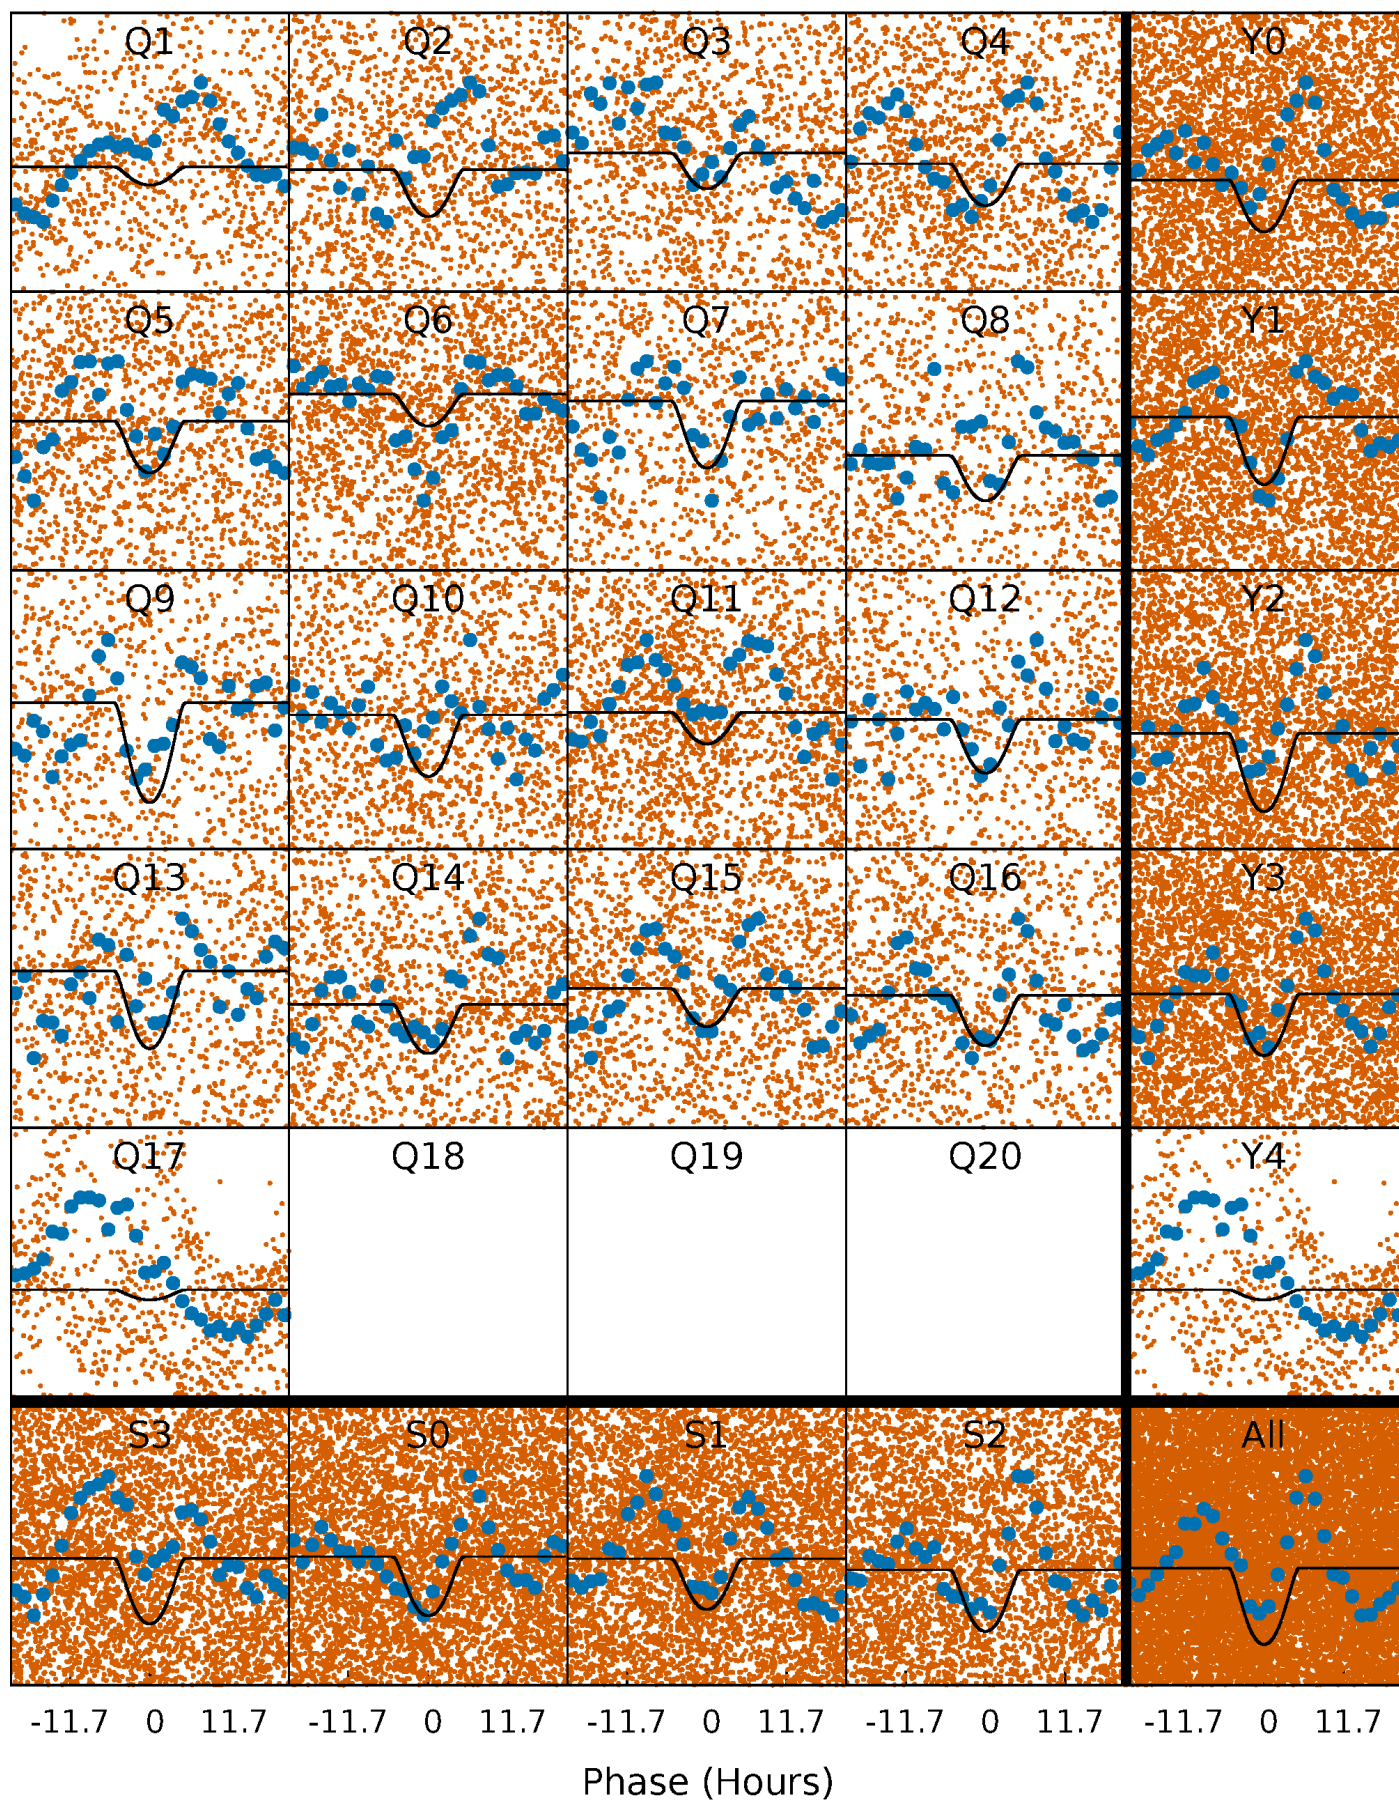 Q1 Q2 Q3 Q4 Y0
Q5 Q6 Q7 Q8 Y1
Q9 Q10 Q11 Q12 Y2
Q13 Q14 Q15 Q16 Y3
Q17 Q18 Q19 Q20 Y4
S3 S0 S1 S2 All
-11.7 0 11.7 -11.7 0 11.7 -11.7 0 11.7 -11.7 0 11.7 -11.7 0 11.7
Phase (Hours)